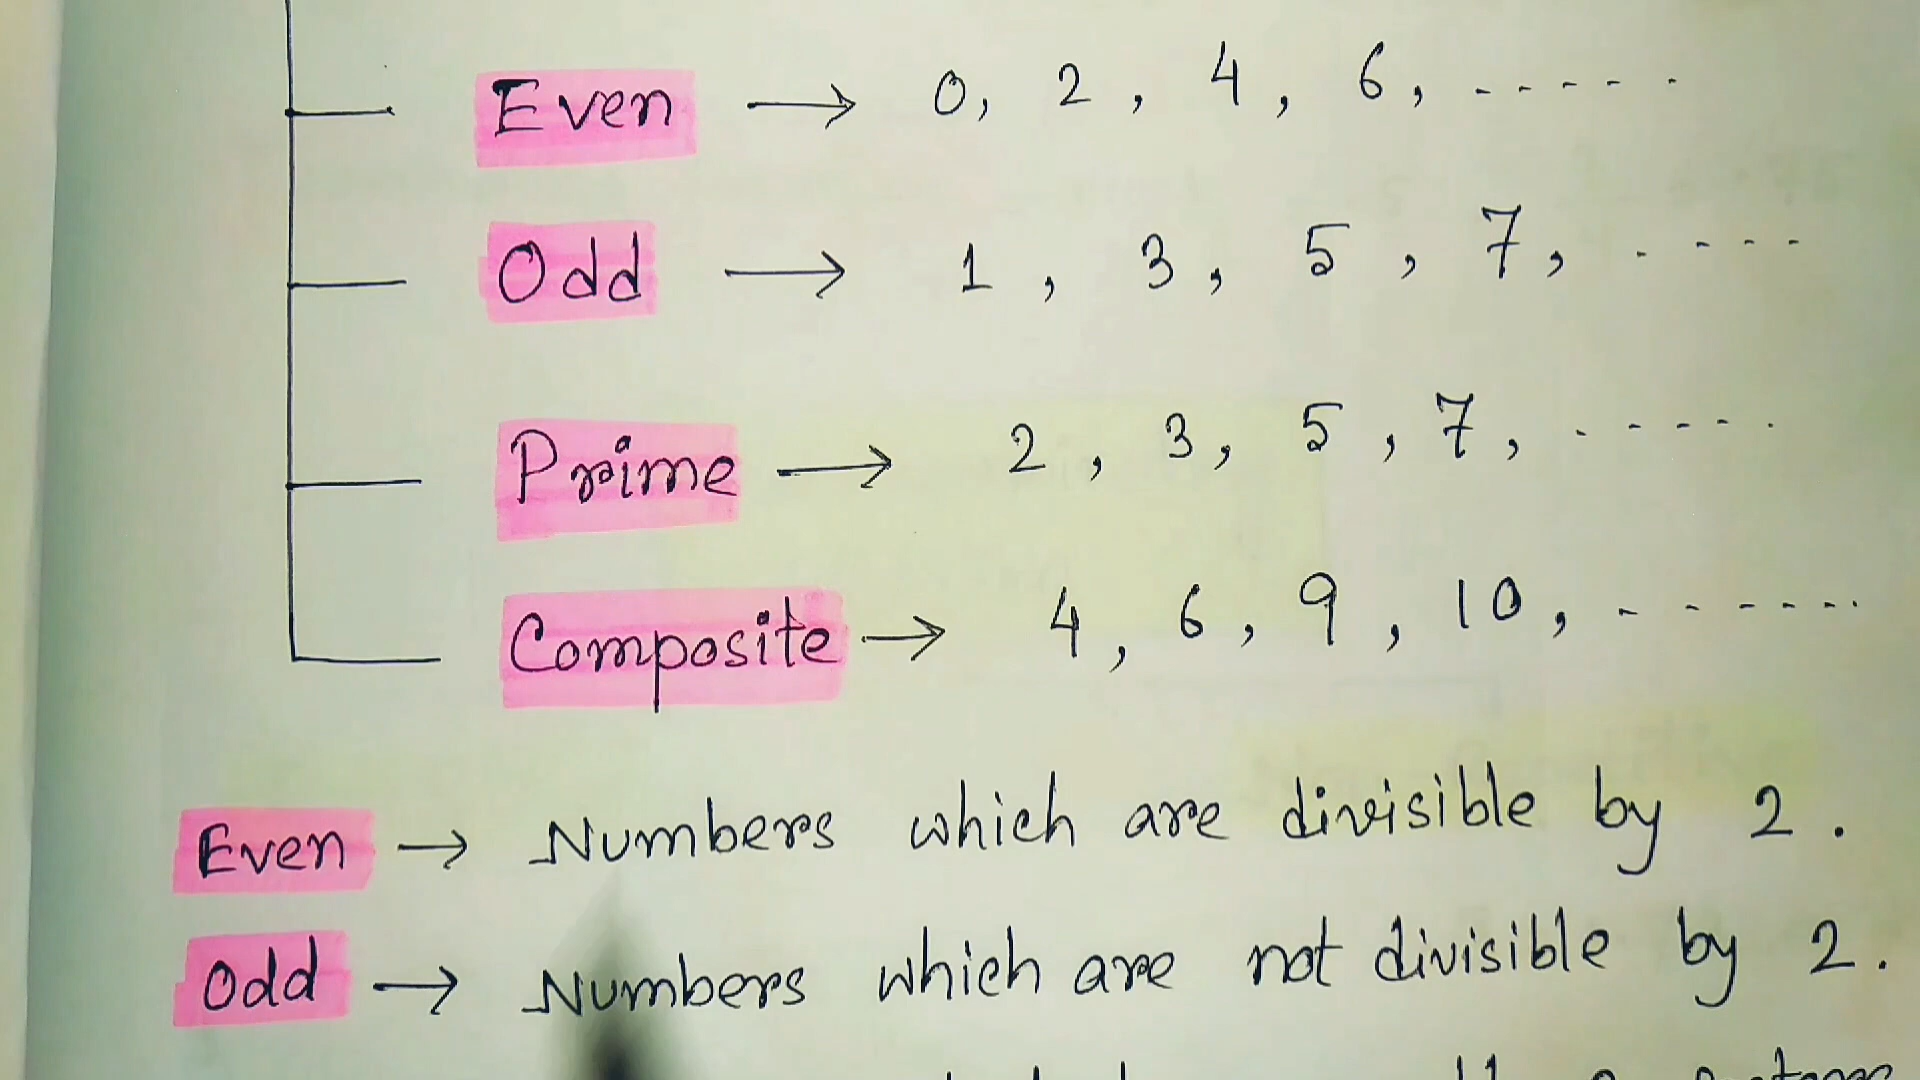 Even → 0, 2, 4, 6, ......
Odd → 1, 3, 5, 7, .....
Prime → 2, 3, 5, 7, ......
Composite → 4, 6, 9, 10, .......
Even → Numbers which are divisible by 2.
Odd → Numbers which are not divisible by 2.